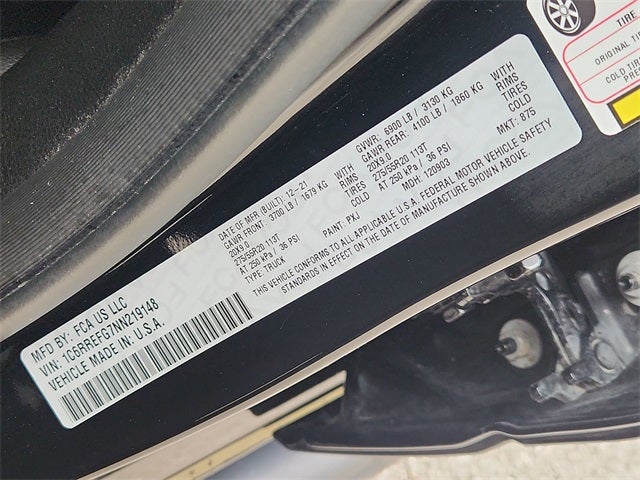 MFD BY: FCA US LLC
VIN: 1C6RREFG7NN219148
VEHICLE MADE IN: U.S.A.
DATE OF MFR (BUILT): 12-21 GVWR: 6900 LB / 3130 KG
GAWR FRONT: 3700 LB / 1679 KG WITH GAWR REAR: 4100 LB / 1860 KG WITH
20X9.0 RIMS 20X9.0 RIMS
275/55R20 113T TIRES 275/55R20 113T TIRES
AT 250 kPa / 36 PSI COLD AT 250 kPa / 36 PSI COLD
TYPE: TRUCK PAINT: PXJ MDH: 120903 MKT: 875
THIS VEHICLE CONFORMS TO ALL APPLICABLE U.S.A. FEDERAL MOTOR VEHICLE SAFETY
STANDARDS IN EFFECT ON THE DATE OF MANUFACTURE SHOWN ABOVE.
TIRE
ORIGINAL TI
COLD TIR
PRES